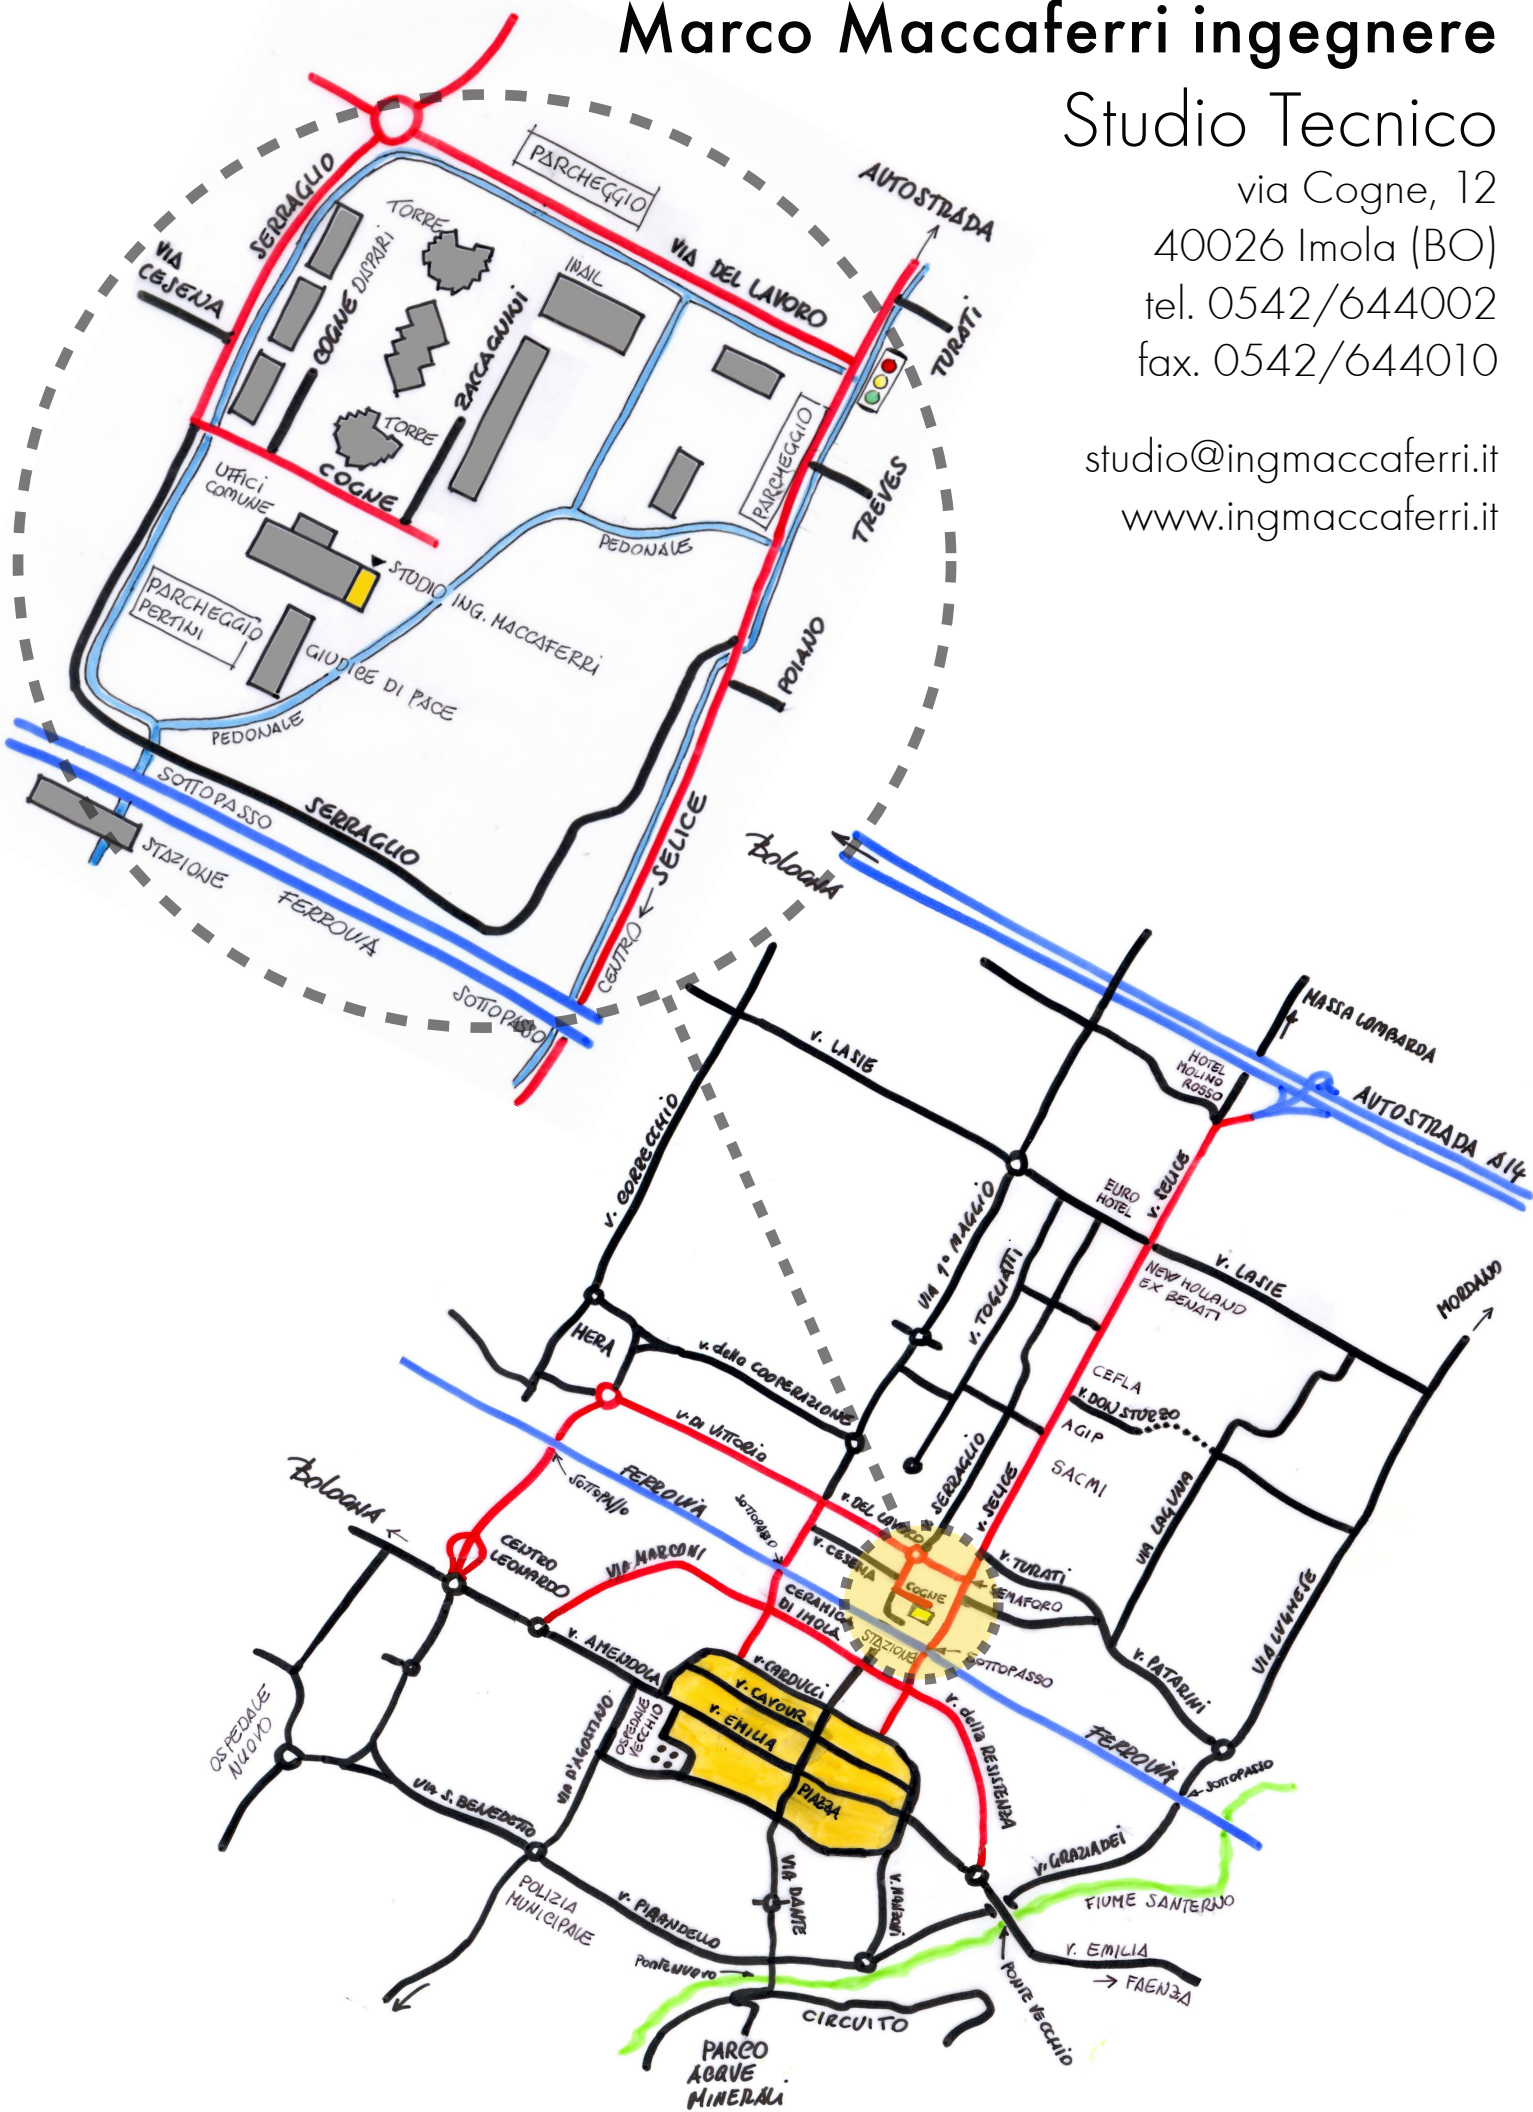 Marco Maccaferri ingegnere
Studio Tecnico
via Cogne, 12
40026 Imola (BO)
tel. 0542/644002
fax. 0542/644010
studio@ingmaccaferri.it
www.ingmaccaferri.it
PARCHEGGIO
AUTOSTRADA
SERRAGLIO
TORRE
VIA
CESENA
COGNE DISPARI
INAIL
VIA DEL LAVORO
TURATI
ZACCAGNINI
TORRE
PARCHEGGIO
COGNE
UFFICI
COMUNE
TREVES
PEDONALE
STUDIO ING. MACCAFERRI
PARCHEGGIO
PERTINI
GIUDICE DI PACE
POIANO
PEDONALE
SOTTOPASSO
SERRAGLIO
STAZIONE
FERROVIA
SELICE
CENTRO
SOTTOPASSO
Bologna
MASSA LOMBARDA
V. LASIE
HOTEL
MOLINO
ROSSO
AUTOSTRADA A14
V. CORRECCHIO
V. SELICE
EURO
HOTEL
VIA 1° MAGGIO
V. TOGLIATTI
V. LASIE
NEW HOLLAND
EX BENATI
MORDANO
HERA
V. della COOPERAZIONE
CEFLA
V. DON STURZO
AGIP
SACMI
V. DI VITTORIO
V. SERRAGLIO
V. SELICE
VIA LAGUNA
Bologna
SOTTOPASSO
FERROVIA
SOTTOPASSO
V. DEL LAVORO
V. CESENA
V. TURATI
SEMAFORO
CENTRO
LEONARDO
VIA MARCONI
COGNE
CERAMICA
DI IMOLA
STAZIONE
SOTTOPASSO
VIA LUGHESE
V. AMENDOLA
V. CARDUCCI
V. CAVOUR
V. EMILIA
PIAZZA
V. PATARINI
V. della RESISTENZA
FERROVIA
SOTTOPASSO
OSPEDALE
NUOVO
OSPEDALE
VECCHIO
VIA D'AGOSTINO
VIA S. BENEDETTO
V. GRAZIADEI
POLIZIA
MUNICIPALE
V. PIRANDELLO
VIA DANTE
FIUME SANTERNO
V. EMILIA
FAENZA
PONTE NUOVO
PONTE VECCHIO
CIRCUITO
PARCO
ACQUE
MINERALI